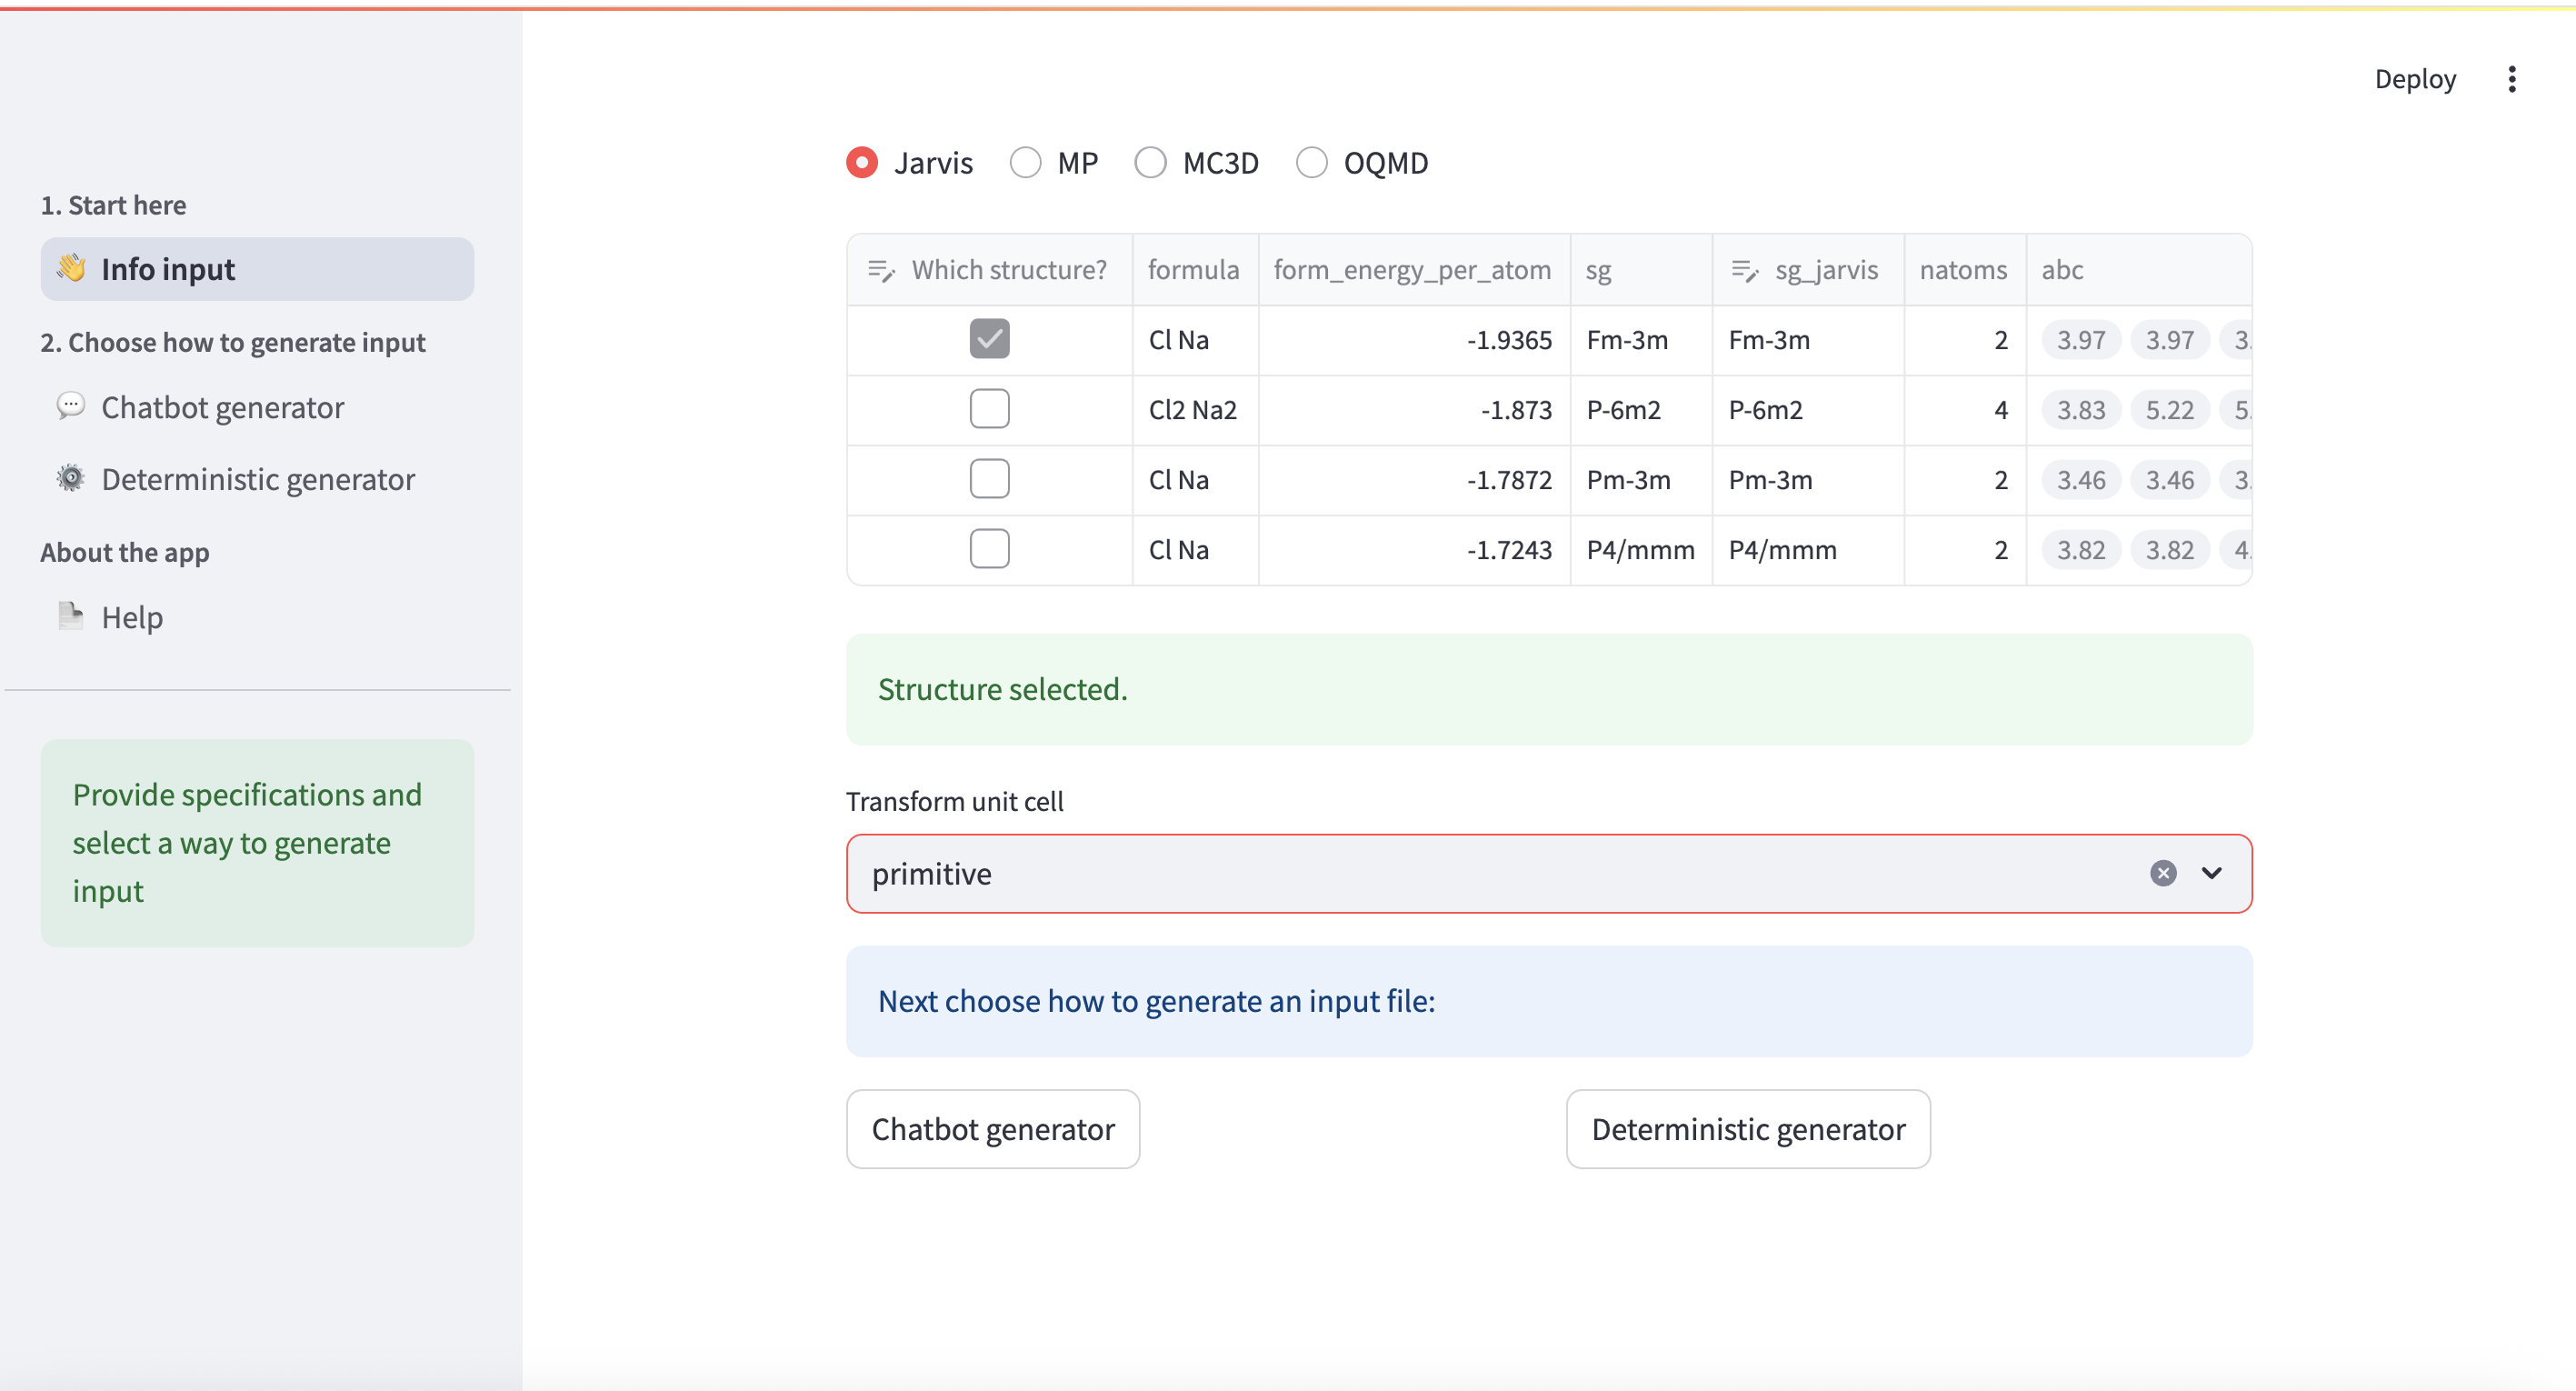 Deploy
1. Start here
Info input
2. Choose how to generate input
Chatbot generator
Deterministic generator
About the app
Help
Provide specifications and
select a way to generate
input
Jarvis MP MC3D OQMD
Which structure? formula form_energy_per_atom sg sg_jarvis natoms abc
Cl Na -1.9365 Fm-3m Fm-3m 2 3.97 3.97 3.
Cl2 Na2 -1.873 P-6m2 P-6m2 4 3.83 5.22 5.
Cl Na -1.7872 Pm-3m Pm-3m 2 3.46 3.46 3.
Cl Na -1.7243 P4/mmm P4/mmm 2 3.82 3.82 4.
Structure selected.
Transform unit cell
primitive
Next choose how to generate an input file:
Chatbot generator Deterministic generator